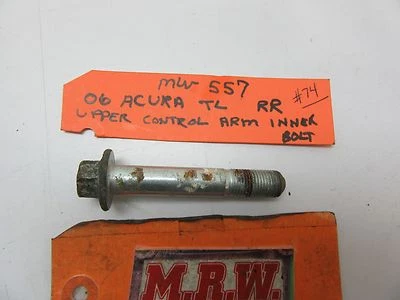 MW 557
06 ACURA TL RR #74
UPPER CONTROL ARM INNER
BOLT
M.R.W.